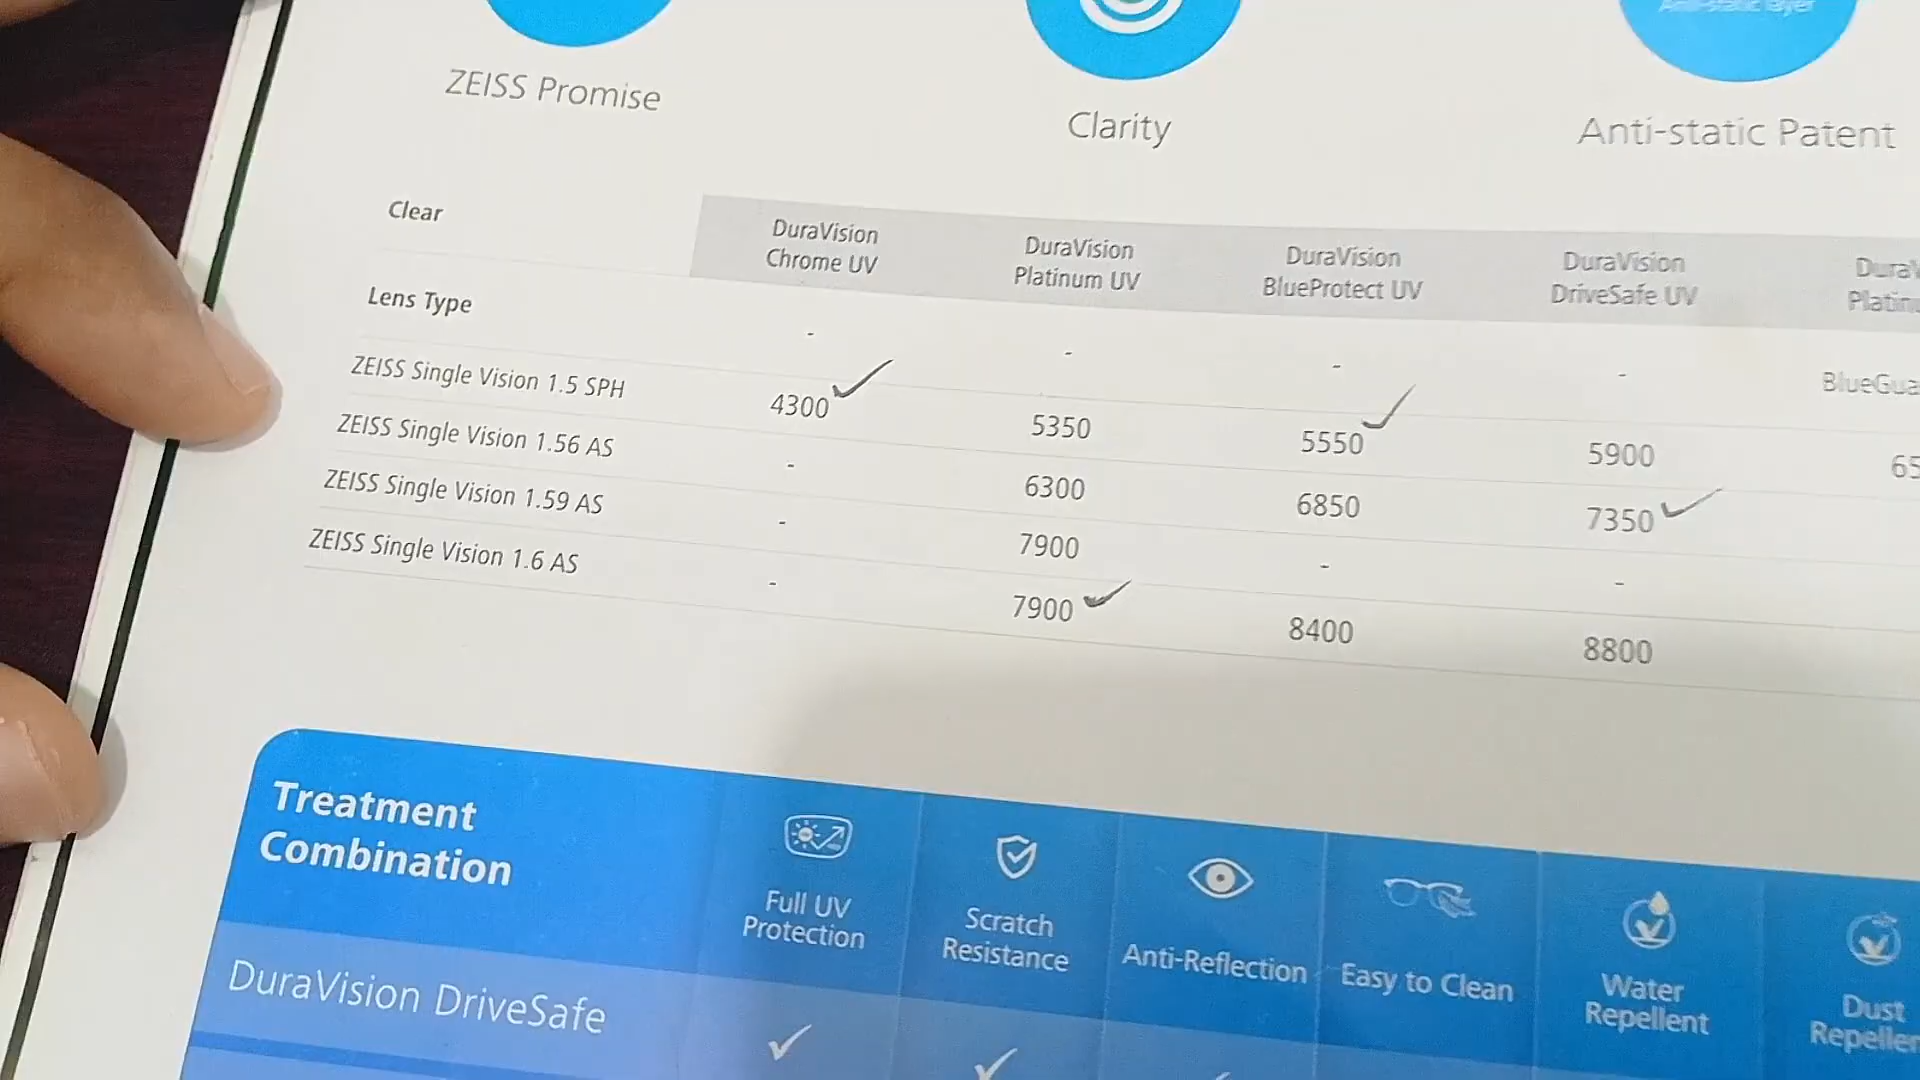 Anti-static layer
ZEISS Promise
Clarity
Anti-static Patent
Clear
DuraVision Chrome UV
DuraVision Platinum UV
DuraVision BlueProtect UV
DuraVision DriveSafe UV
Lens Type
-
-
-
-
ZEISS Single Vision 1.5 SPH
4300
5350
5550
5900
ZEISS Single Vision 1.56 AS
-
6300
6850
7350
ZEISS Single Vision 1.59 AS
-
7900
-
-
ZEISS Single Vision 1.6 AS
-
7900
8400
8800
Treatment
Combination
Full UV
Protection
Scratch
Resistance
Anti-Reflection
Easy to Clean
Water
Repellent
Dust
DuraVision DriveSafe